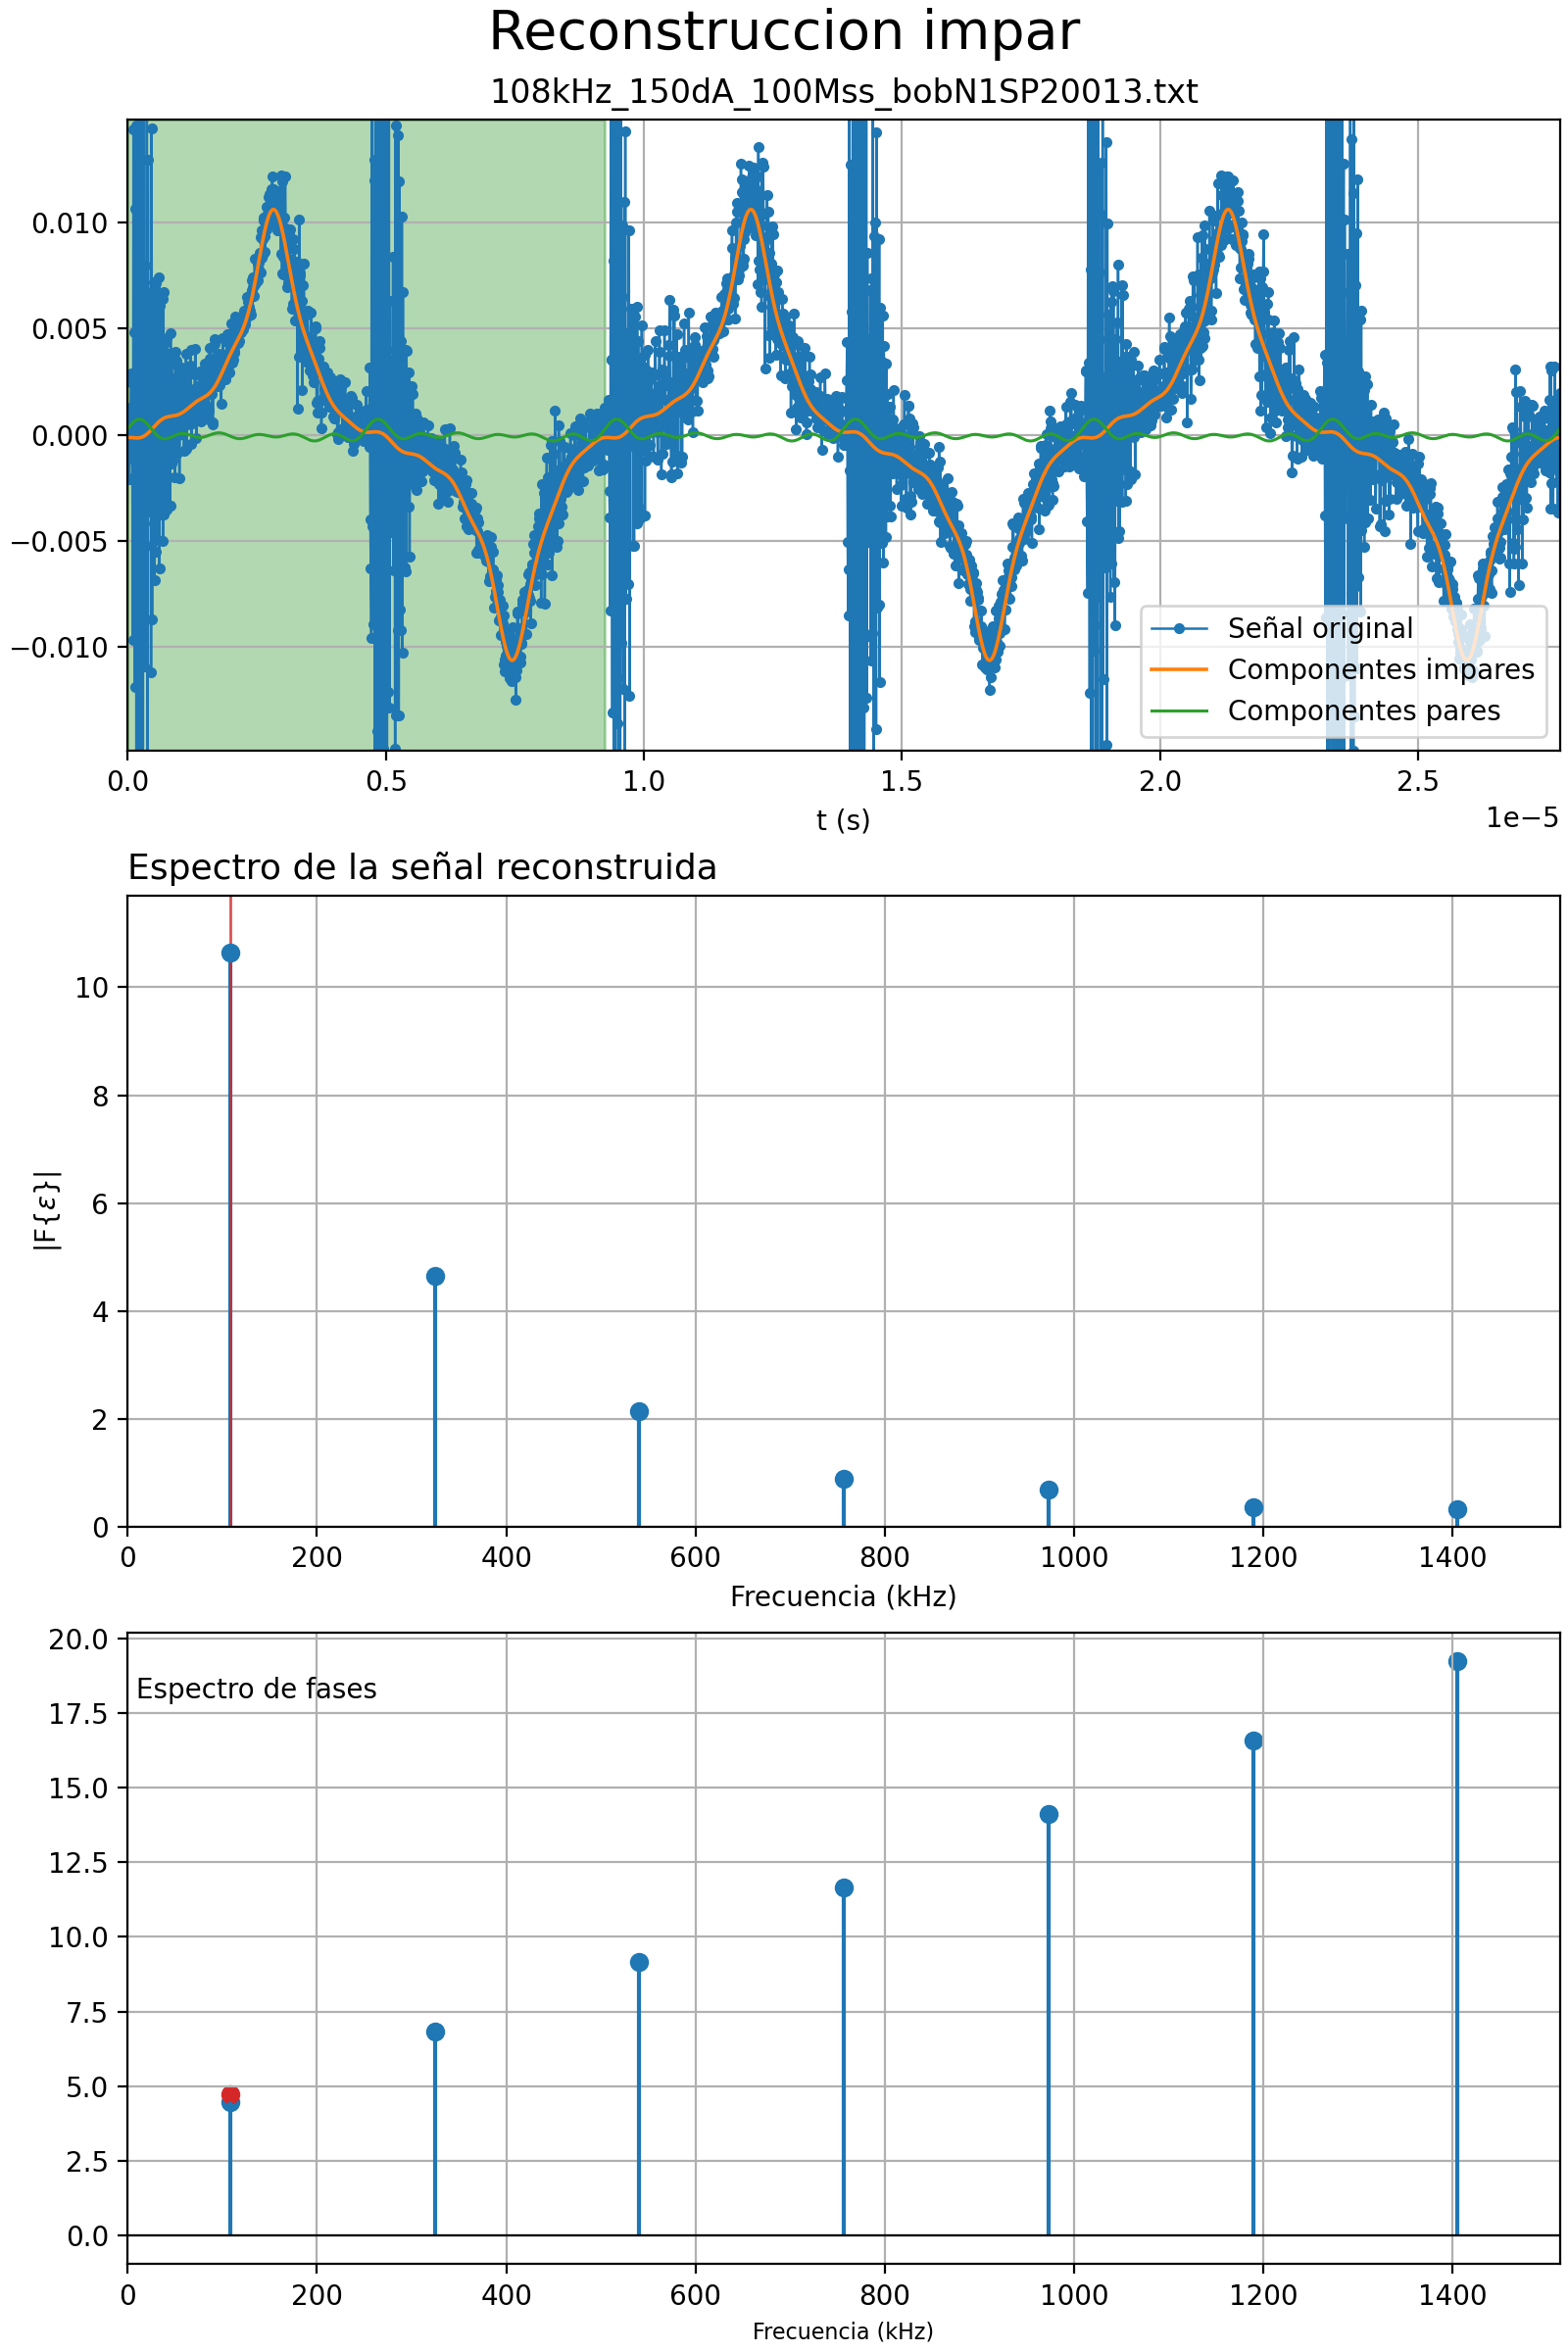 Reconstruccion impar
108kHz_150dA_100Mss_bobN1SP20013.txt
0.010
0.005
0.000
−0.005
−0.010
Señal original
Componentes impares
Componentes pares
0.0 0.5 1.0 1.5 2.0 2.5
t (s)
1e−5
Espectro de la señal reconstruida
10
8
6
4
2
0
|F{ε}|
0 200 400 600 800 1000 1200 1400
Frecuencia (kHz)
20.0
Espectro de fases
17.5
15.0
12.5
10.0
7.5
5.0
2.5
0.0
0 200 400 600 800 1000 1200 1400
Frecuencia (kHz)